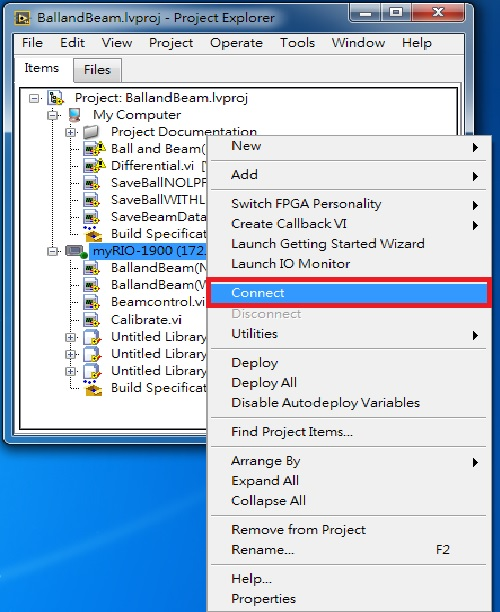 BallandBeam.lvproj - Project Explorer
File Edit View Project Operate Tools Window Help
Items Files
Project: BallandBeam.lvproj
My Computer
Project Documentation
Ball and Beam(
Differential.vi [
SaveBallNOLPF
SaveBallWITHL
SaveBeamData
Build Specificat
myRIO-1900 (172.
BallandBeam(N
BallandBeam(W
Beamcontrol.vi
Calibrate.vi
Untitled Library
Untitled Library
Untitled Library
Build Specificat
New
Add
Switch FPGA Personality
Create Callback VI
Launch Getting Started Wizard
Launch IO Monitor
Connect
Disconnect
Utilities
Deploy
Deploy All
Disable Autodeploy Variables
Find Project Items...
Arrange By
Expand All
Collapse All
Remove from Project
Rename... F2
Help...
Properties